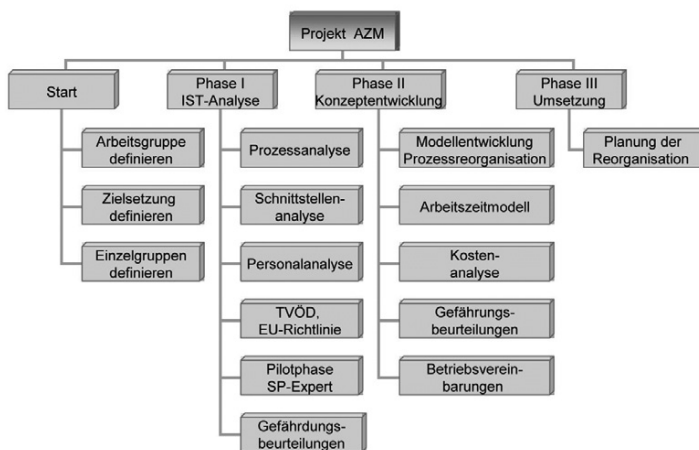 Projekt AZM
Start
Phase I
IST-Analyse
Phase II
Konzeptentwicklung
Phase III
Umsetzung
Arbeitsgruppe
definieren
Zielsetzung
definieren
Einzelgruppen
definieren
Prozessanalyse
Schnittstellen-
analyse
Personalanalyse
TVÖD,
EU-Richtlinie
Pilotphase
SP-Expert
Gefährdungs-
beurteilungen
Modellentwicklung
Prozessreorganisation
Arbeitszeitmodell
Kosten-
analyse
Gefährungs-
beurteilungen
Betriebsverein-
barungen
Planung der
Reorganisation